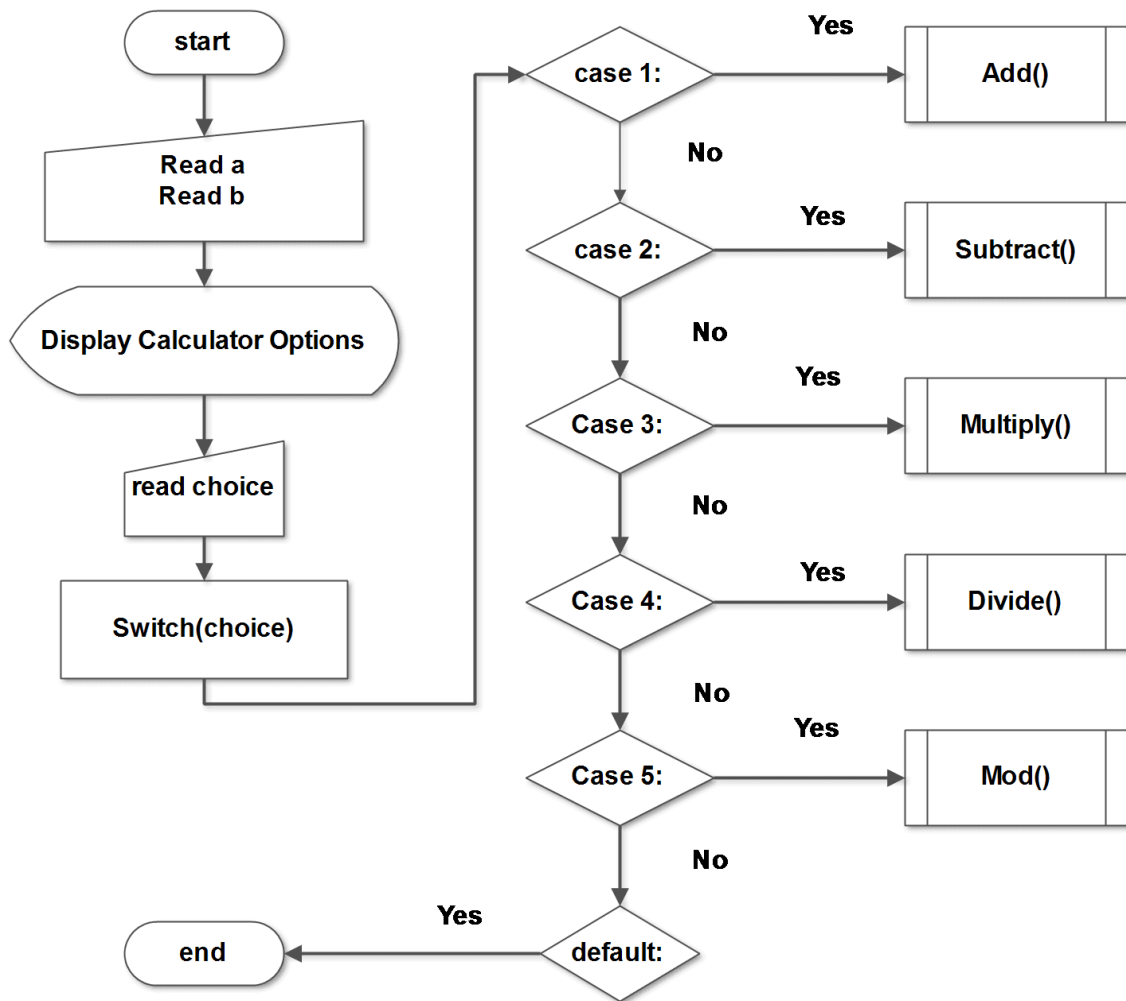 start
Read a
Read b
Display Calculator Options
read choice
Switch(choice)
case 1:
Yes
Add()
No
case 2:
Yes
Subtract()
No
Case 3:
Yes
Multiply()
No
Case 4:
Yes
Divide()
No
Case 5:
Yes
Mod()
No
default:
Yes
end